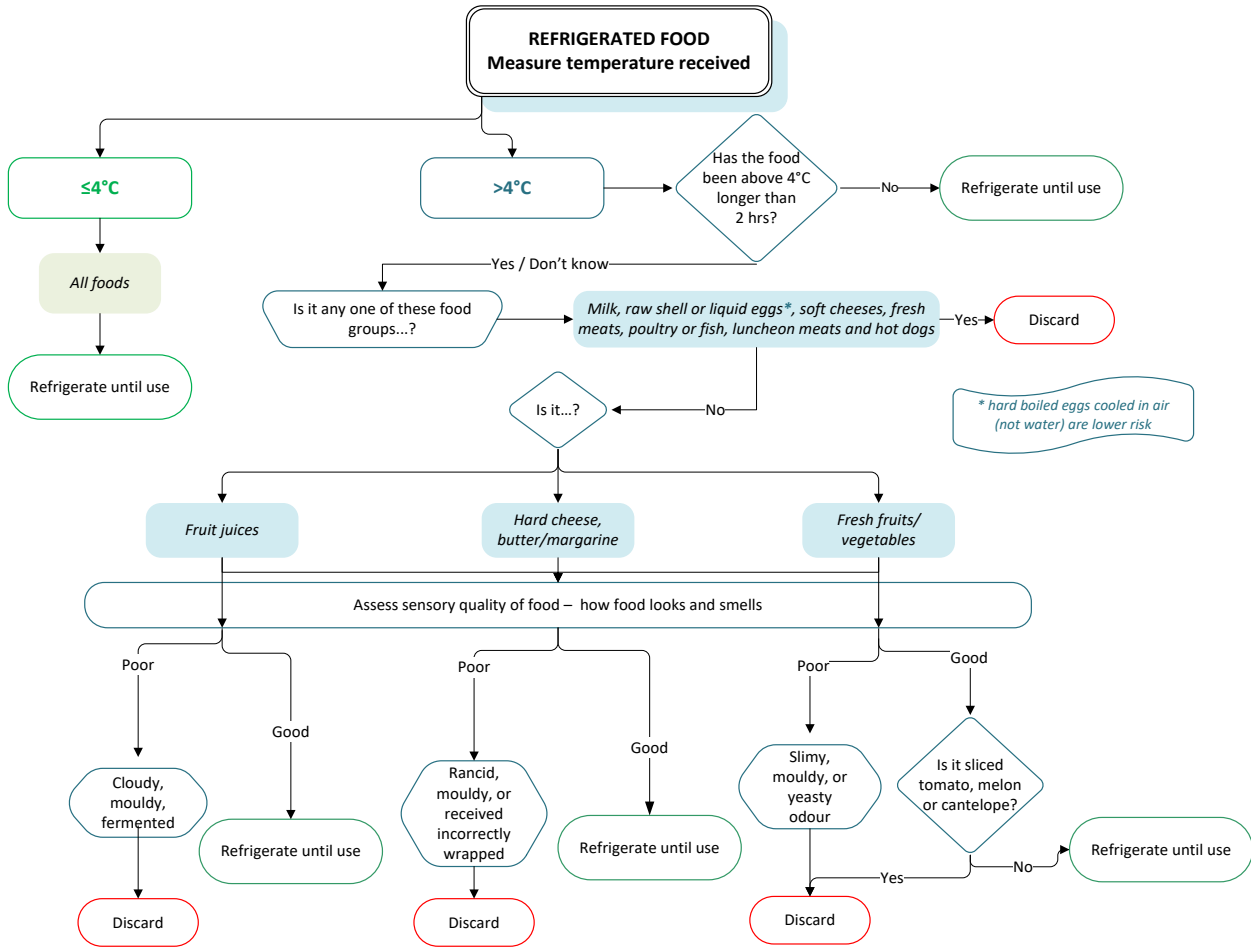 REFRIGERATED FOOD
Measure temperature received
≤4°C
>4°C
Has the food
been above 4°C
longer than
2 hrs?
No
Refrigerate until use
All foods
Refrigerate until use
Yes / Don't know
Is it any one of these food
groups...?
Milk, raw shell or liquid eggs*, soft cheeses, fresh
meats, poultry or fish, luncheon meats and hot dogs
Yes
Discard
* hard boiled eggs cooled in air
(not water) are lower risk
No
Is it...?
Fruit juices
Hard cheese,
butter/margarine
Fresh fruits/
vegetables
Assess sensory quality of food – how food looks and smells
Poor
Good
Cloudy,
mouldy,
fermented
Refrigerate until use
Discard
Poor
Good
Rancid,
mouldy, or
received
incorrectly
wrapped
Refrigerate until use
Discard
Poor
Good
Slimy,
mouldy, or
yeasty
odour
Is it sliced
tomato, melon
or cantelope?
Yes
No
Refrigerate until use
Discard